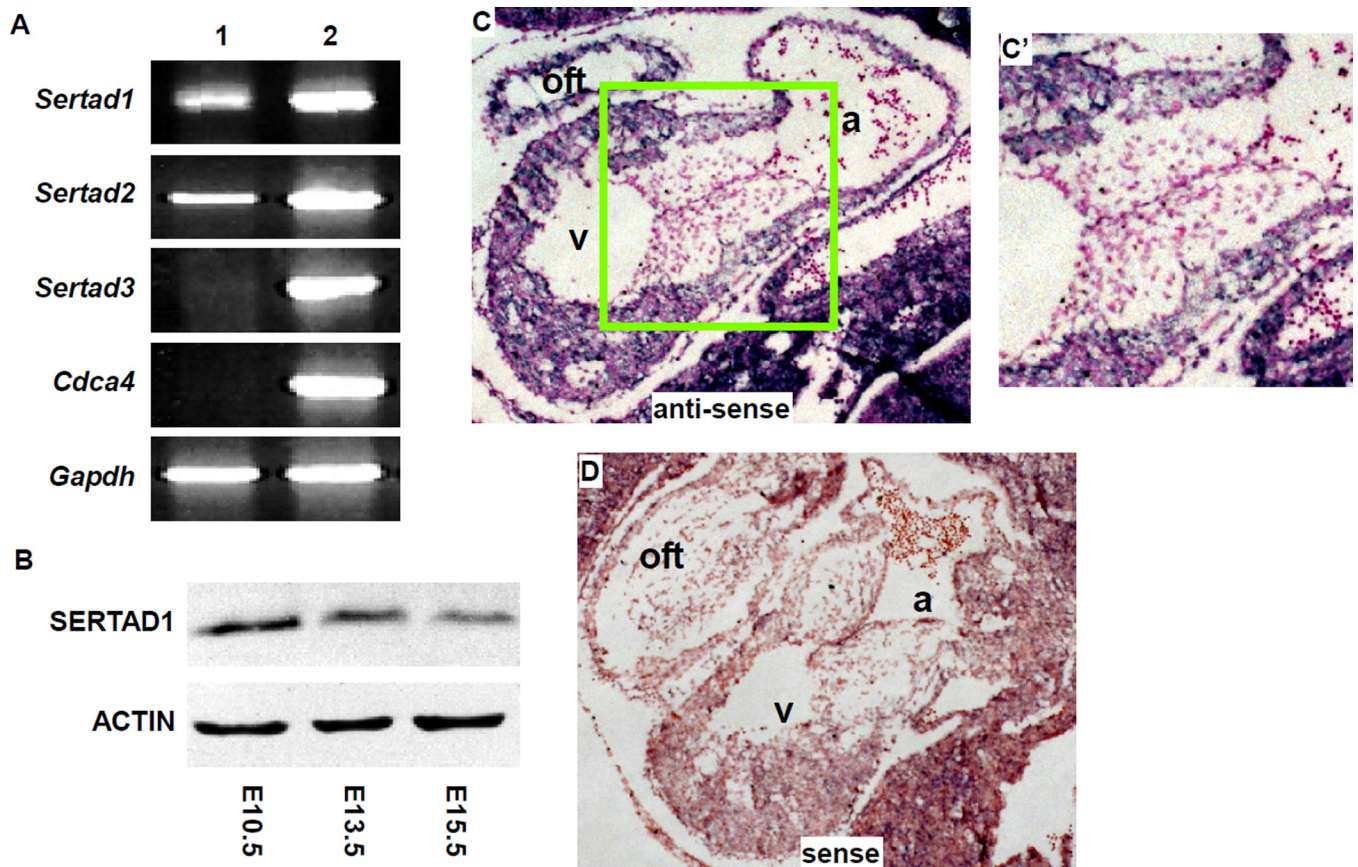 A
1 2
Sertad1
Sertad2
Sertad3
Cdca4
Gapdh
B
SERTAD1
ACTIN
E10.5 E13.5 E15.5
C
oft
a
v
anti-sense
C'
D
oft
a
v
sense